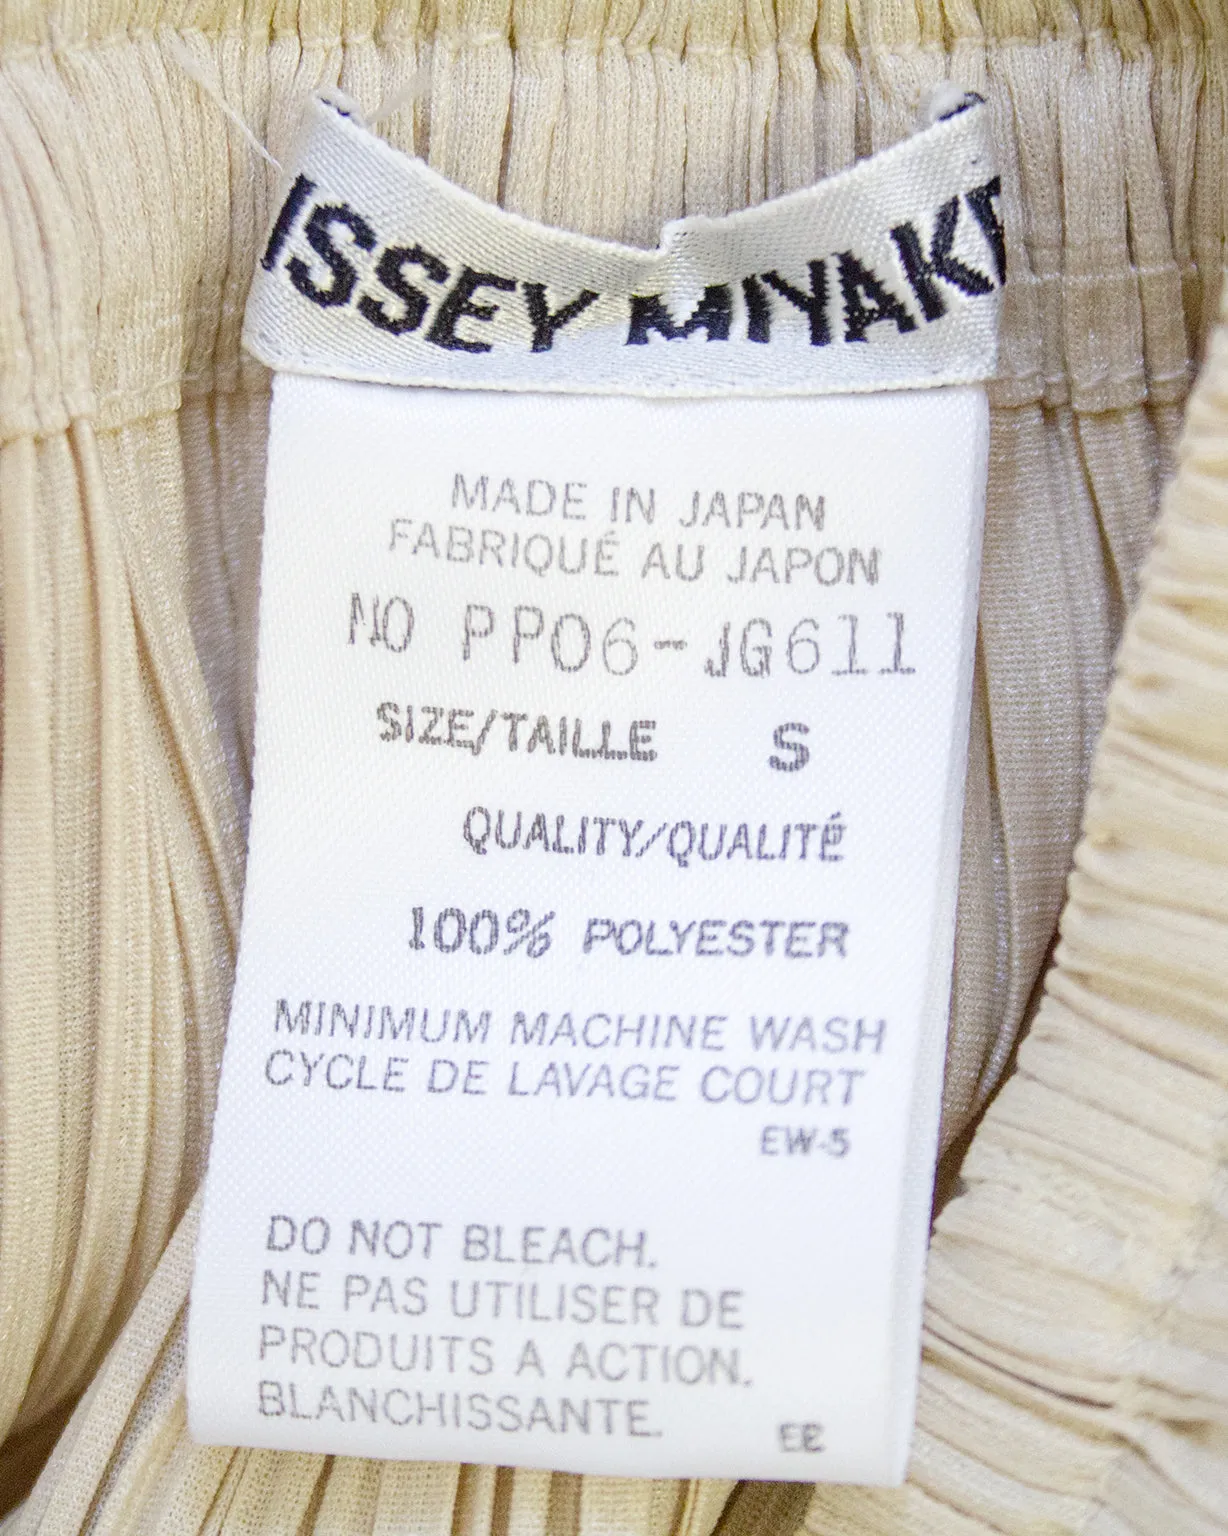 ISSEY MIYAKE
MADE IN JAPAN
FABRIQUÉ AU JAPON
NO PP06-JG611
SIZE/TAILLE S
QUALITY/QUALITÉ
100% POLYESTER
MINIMUM MACHINE WASH
CYCLE DE LAVAGE COURT
EW-5
DO NOT BLEACH.
NE PAS UTILISER DE
PRODUITS A ACTION.
BLANCHISSANTE.
EE